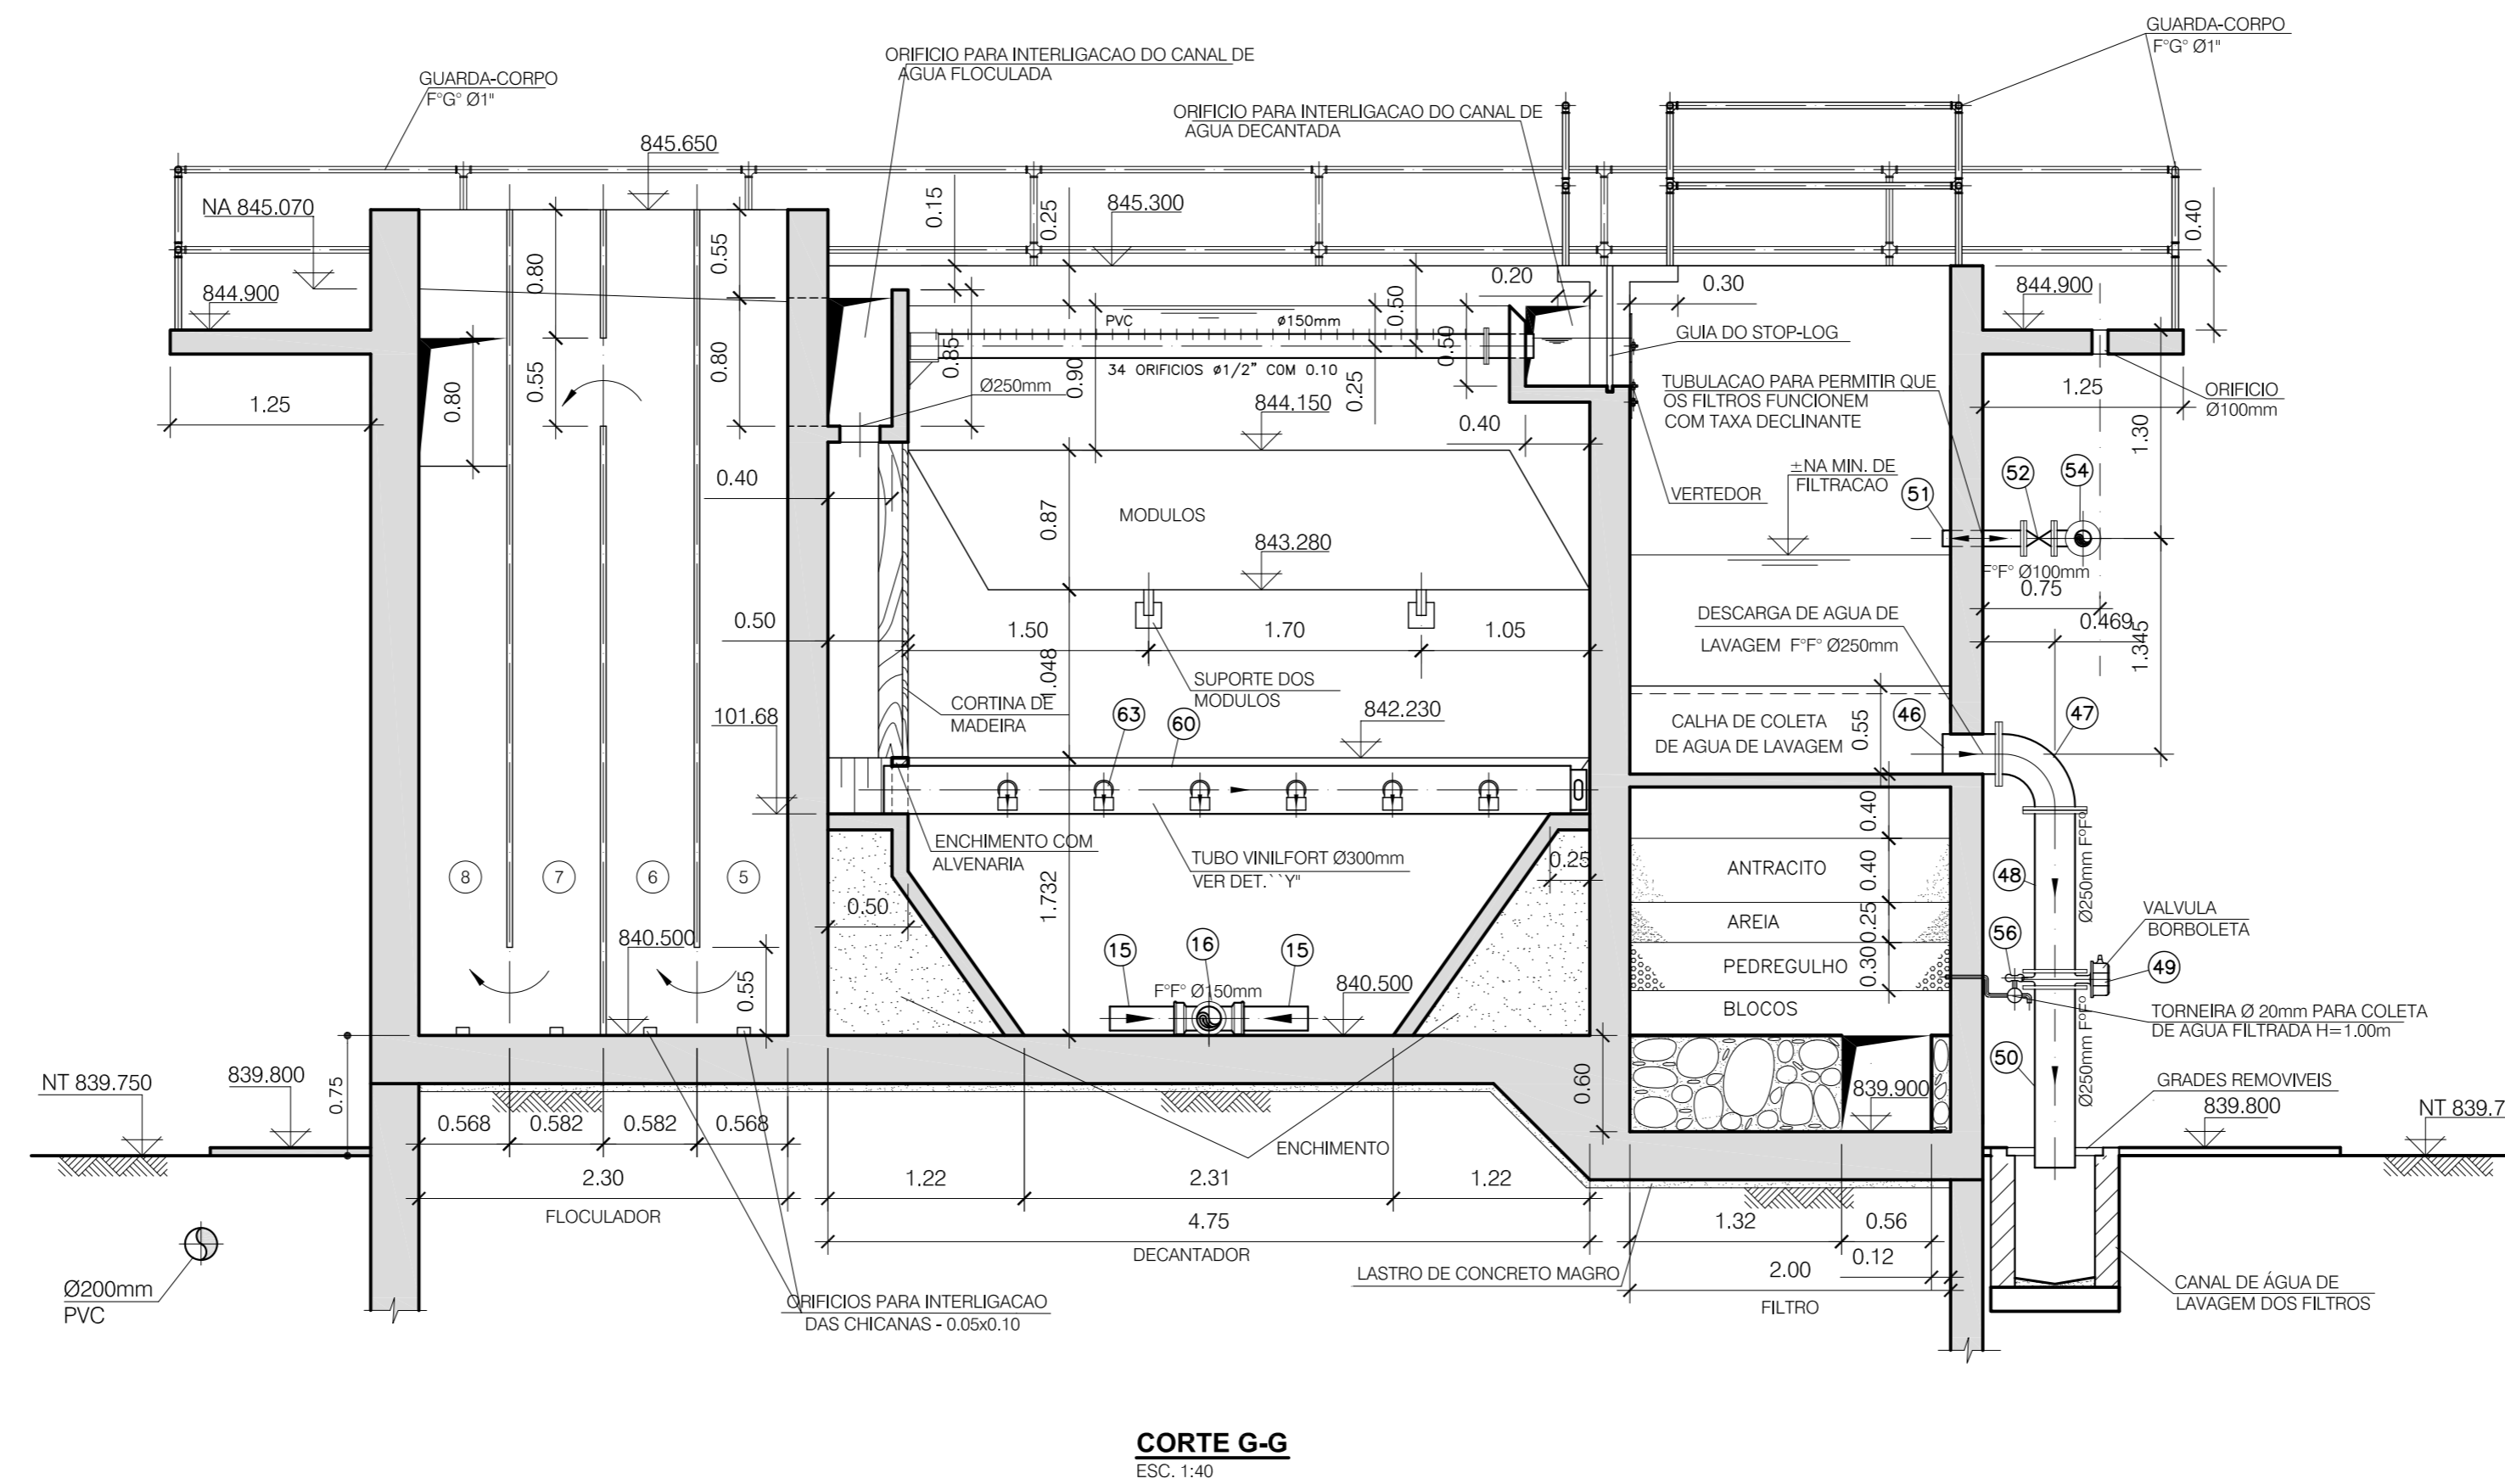 GUARDA-CORPO
F°G° Ø1"
ORIFICIO PARA INTERLIGACAO DO CANAL DE
AGUA FLOCULADA
GUARDA-CORPO
F°G° Ø1"
ORIFICIO PARA INTERLIGACAO DO CANAL DE
AGUA DECANTADA
845.650
NA 845.070
844.900
0.80
0.55
0.15
0.25
845.300
0.20
0.30
0.40
844.900
PVC
ø150mm
0.50
0.50
GUIA DO STOP-LOG
34 ORIFICIOS ø1/2" COM 0.10
0.25
0.80
0.55
0.80
0.85
0.90
Ø250mm
844.150
0.40
TUBULACAO PARA PERMITIR QUE
OS FILTROS FUNCIONEM
COM TAXA DECLINANTE
1.25
1.25
ORIFICIO
Ø100mm
1.30
0.40
±NA MIN. DE
FILTRACAO
VERTEDOR
51
52
54
MODULOS
0.87
843.280
F°F° Ø100mm
0.75
0.469
1.345
DESCARGA DE AGUA DE
LAVAGEM F°F° Ø250mm
0.50
1.50
1.70
1.05
1.048
SUPORTE DOS
MODULOS
CORTINA DE
MADEIRA
101.68
63
60
842.230
CALHA DE COLETA
DE AGUA DE LAVAGEM
0.55
46
47
ENCHIMENTO COM
ALVENARIA
TUBO VINILFORT Ø300mm
VER DET.``Y"
0.25
0.40
ANTRACITO
0.40
48
Ø250mm F°F°
8
7
6
5
0.50
1.732
AREIA
0.25
VALVULA
BORBOLETA
840.500
15
16
15
PEDREGULHO
0.30
56
49
0.55
F°F° Ø150mm
840.500
BLOCOS
TORNEIRA Ø 20mm PARA COLETA
DE AGUA FILTRADA H=1.00m
NT 839.750
839.800
0.75
0.60
839.900
50
Ø250mm F°F°
GRADES REMOVIVEIS
839.800
NT 839.7
0.568
0.582
0.582
0.568
ENCHIMENTO
2.30
FLOCULADOR
1.22
2.31
1.22
4.75
DECANTADOR
1.32
0.56
0.12
2.00
FILTRO
LASTRO DE CONCRETO MAGRO
Ø200mm
PVC
ORIFICIOS PARA INTERLIGACAO
DAS CHICANAS - 0.05x0.10
CANAL DE ÁGUA DE
LAVAGEM DOS FILTROS
CORTE G-G
ESC. 1:40